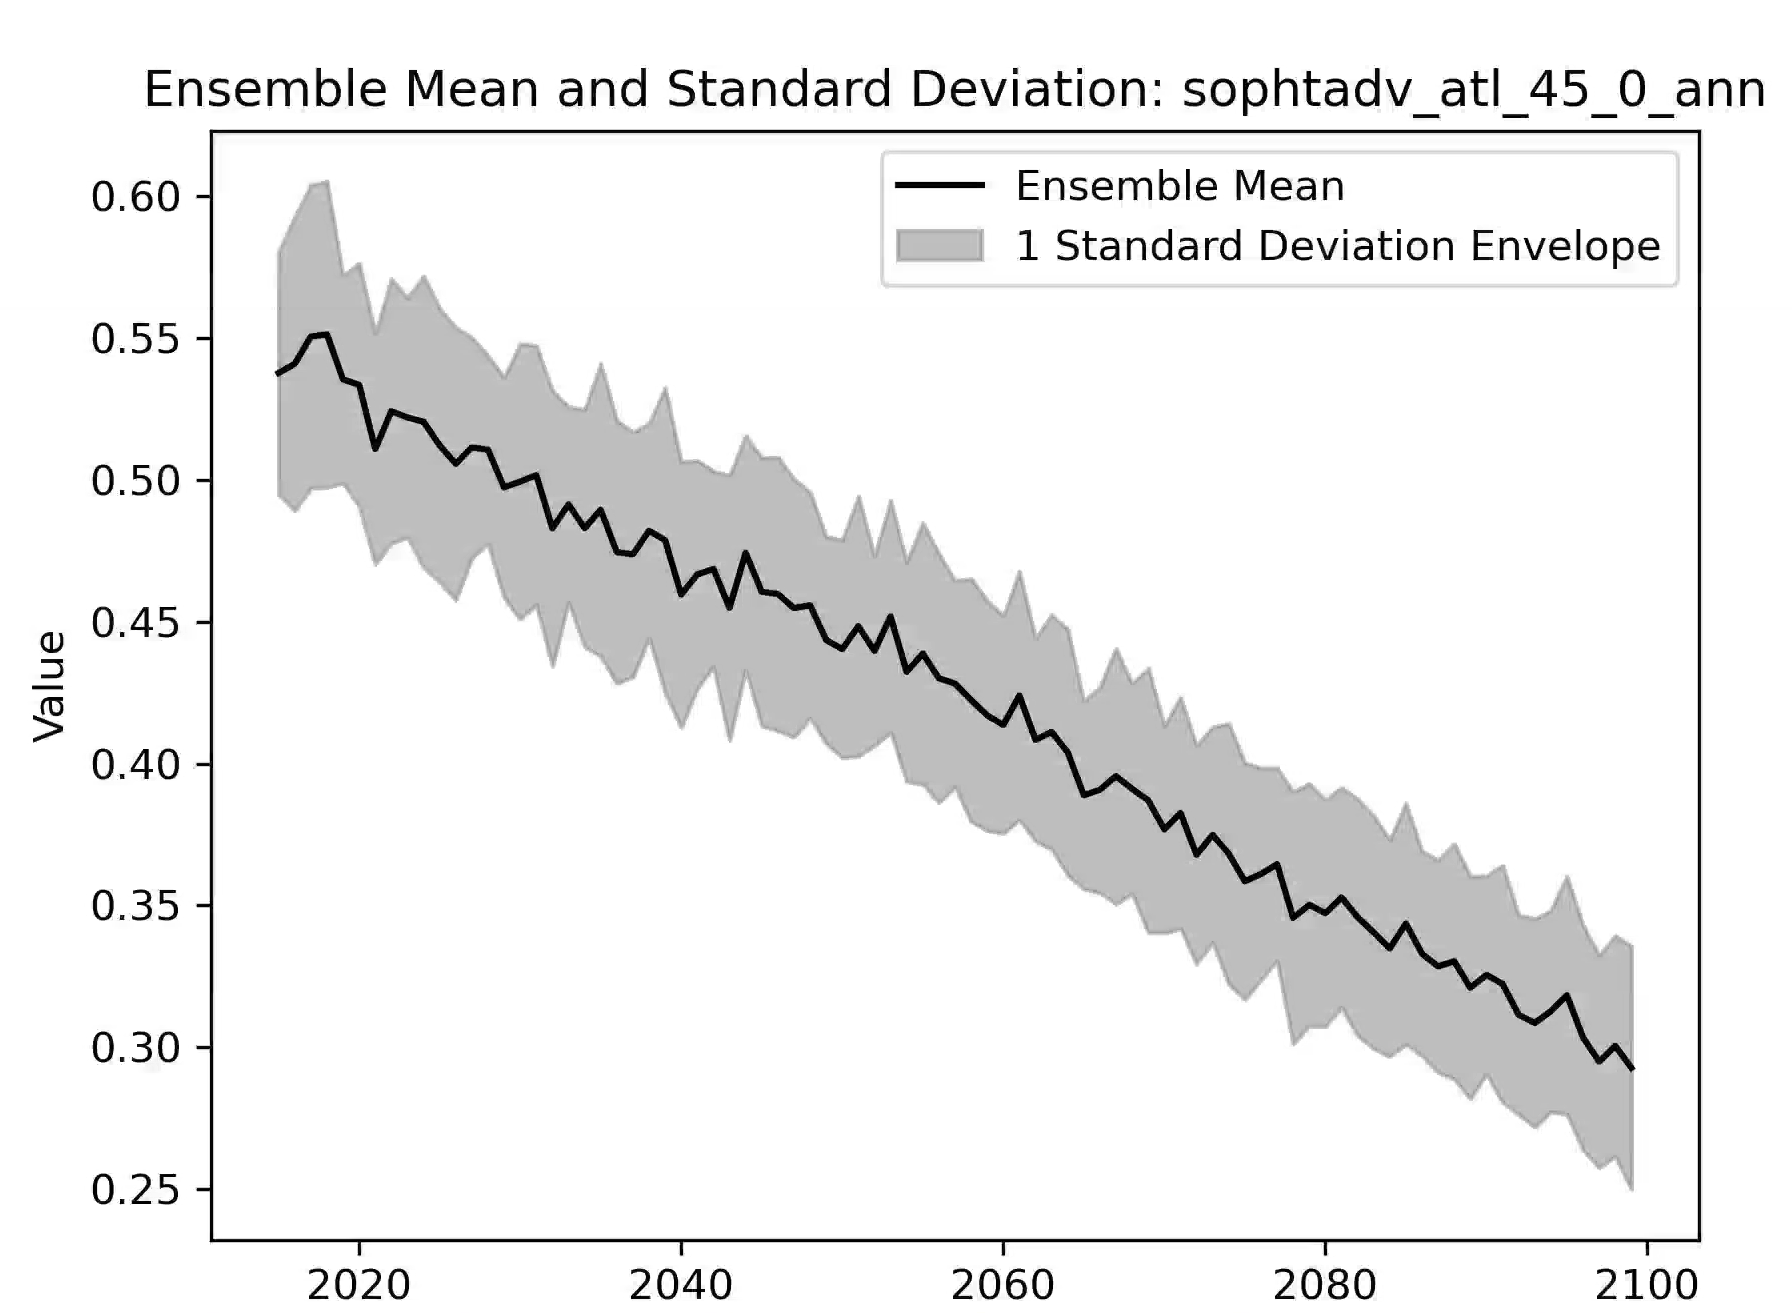 Ensemble Mean and Standard Deviation: sophtadv_atl_45_0_ann
Ensemble Mean
1 Standard Deviation Envelope
Value
0.60
0.55
0.50
0.45
0.40
0.35
0.30
0.25
2020 2040 2060 2080 2100